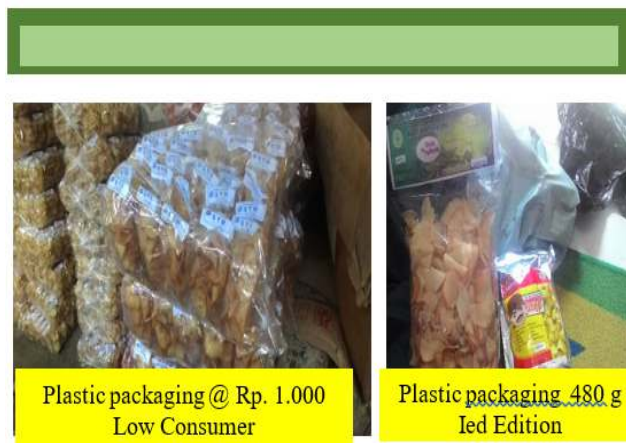 Plastic packaging @ Rp. 1.000
Low Consumer
Plastic packaging 480 g
Ied Edition